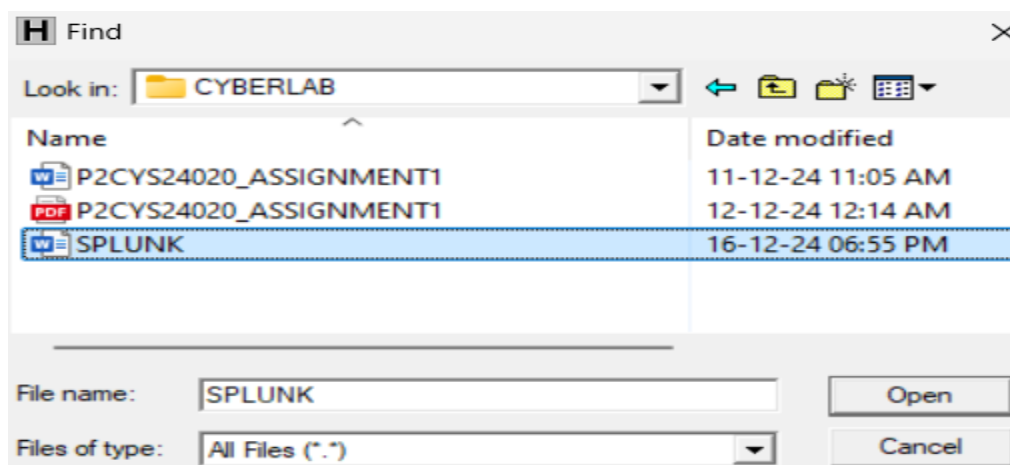 H Find
Look in: CYBERLAB
Name Date modified
P2CYS24020_ASSIGNMENT1 11-12-24 11:05 AM
PDF P2CYS24020_ASSIGNMENT1 12-12-24 12:14 AM
SPLUNK 16-12-24 06:55 PM
File name: SPLUNK Open
Files of type: All Files (*.*) Cancel